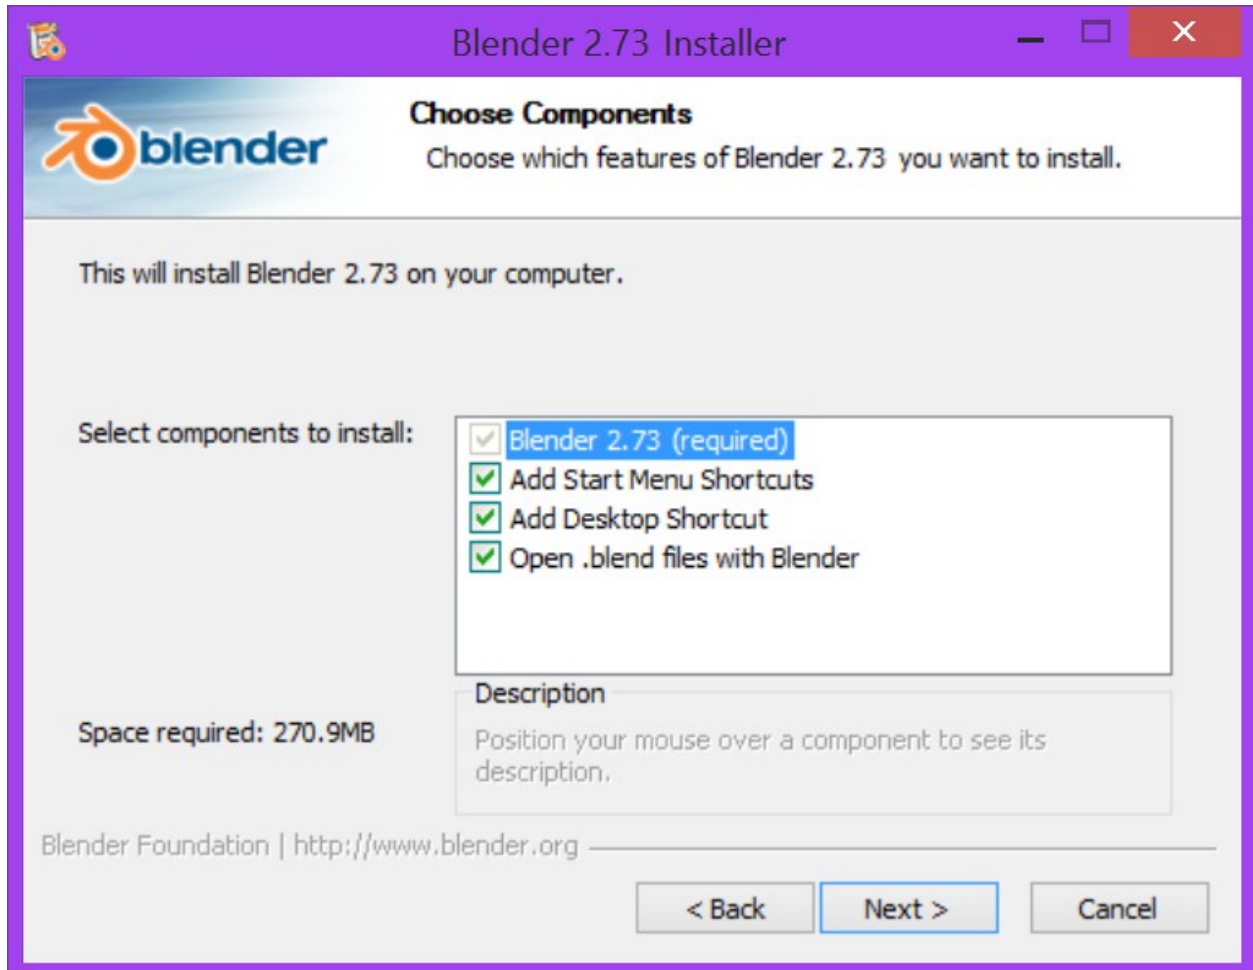 Blender 2.73 Installer
blender
Choose Components
Choose which features of Blender 2.73 you want to install.
This will install Blender 2.73 on your computer.
Select components to install:
Blender 2.73 (required)
Add Start Menu Shortcuts
Add Desktop Shortcut
Open .blend files with Blender
Space required: 270.9MB
Description
Position your mouse over a component to see its
description.
Blender Foundation | http://www.blender.org
< Back
Next >
Cancel